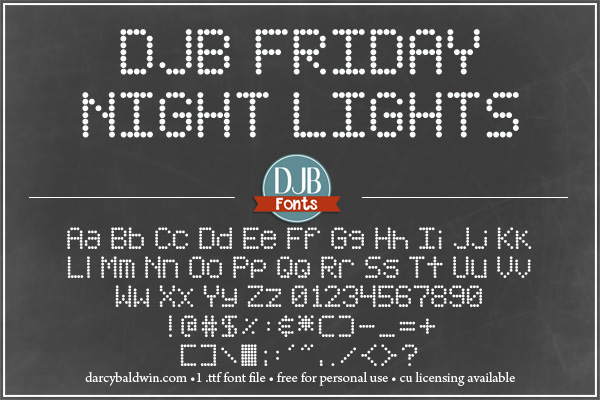 DJB FRIDAY
NIGHT LIGHTS
DJB
Fonts
Aa Bb Cc Dd Ee Ff Gg Hh Ii Jj Kk
Ll Mm Nn Oo Pp Qq Rr Ss Tt Uu Vv
Ww Xx Yy Zz 01234567890
!@#$%:¢*[]-_=+
darcybaldwin.com • 1 .ttf font file • free for personal use • cu licensing available